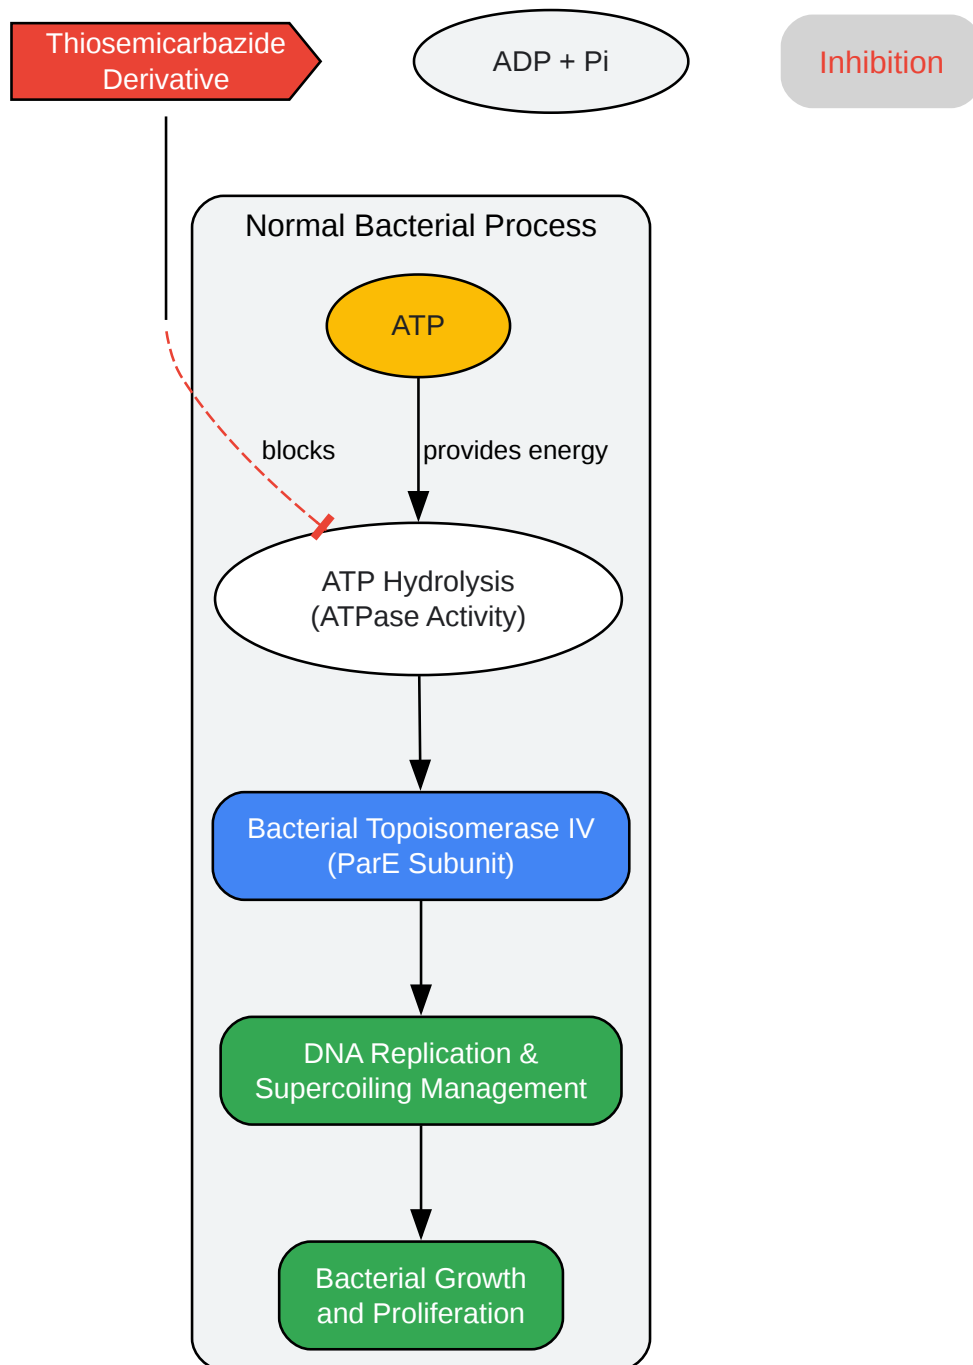 Thiosemicarbazide
Derivative
ADP + Pi
Inhibition
Normal Bacterial Process
ATP
blocks
provides energy
ATP Hydrolysis
(ATPase Activity)
Bacterial Topoisomerase IV
(ParE Subunit)
DNA Replication &
Supercoiling Management
Bacterial Growth
and Proliferation